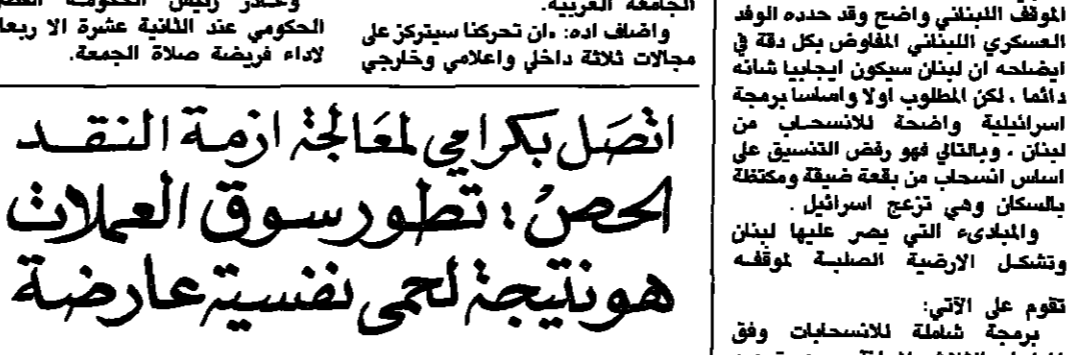 الموقف اللبناني واضح وقد حدده الوفد
العسكري اللبناني المفاوض بكل دقة في
ايضاحه ان لبنان سيكون ايجابيا شانه
دائما ، لكن المطلوب اولا واساسا برمجة
اسرائيلية واضحة للانسحاب من
لبنان ، وبالتالي فهو رفض التنسيق على
اساس انسحاب من بقعة ضيقة ومكتظة
بالسكان وهي تزعج اسرائيل .
والمبادىء التي يصر عليها لبنان
وتشكل الارضية الصلبة لموقفه
تقوم على الآتي:
برمجة شاملة للانسحابات وفق
الجامعة العربية.
واضاف اده: «ان تحركنا سيتركز على
مجالات ثلاثة داخلي واعلامي وخارجي
وغادر رئيس الحكومة
الحكومي عند الثانية عشرة الا ربعا
لاداء فريضة صلاة الجمعة.
اتصل بكرامي لمعالجة ازمة النقد
الحص : تطور سوق العملات
هو نتيجة لحمى نفسية عارضة